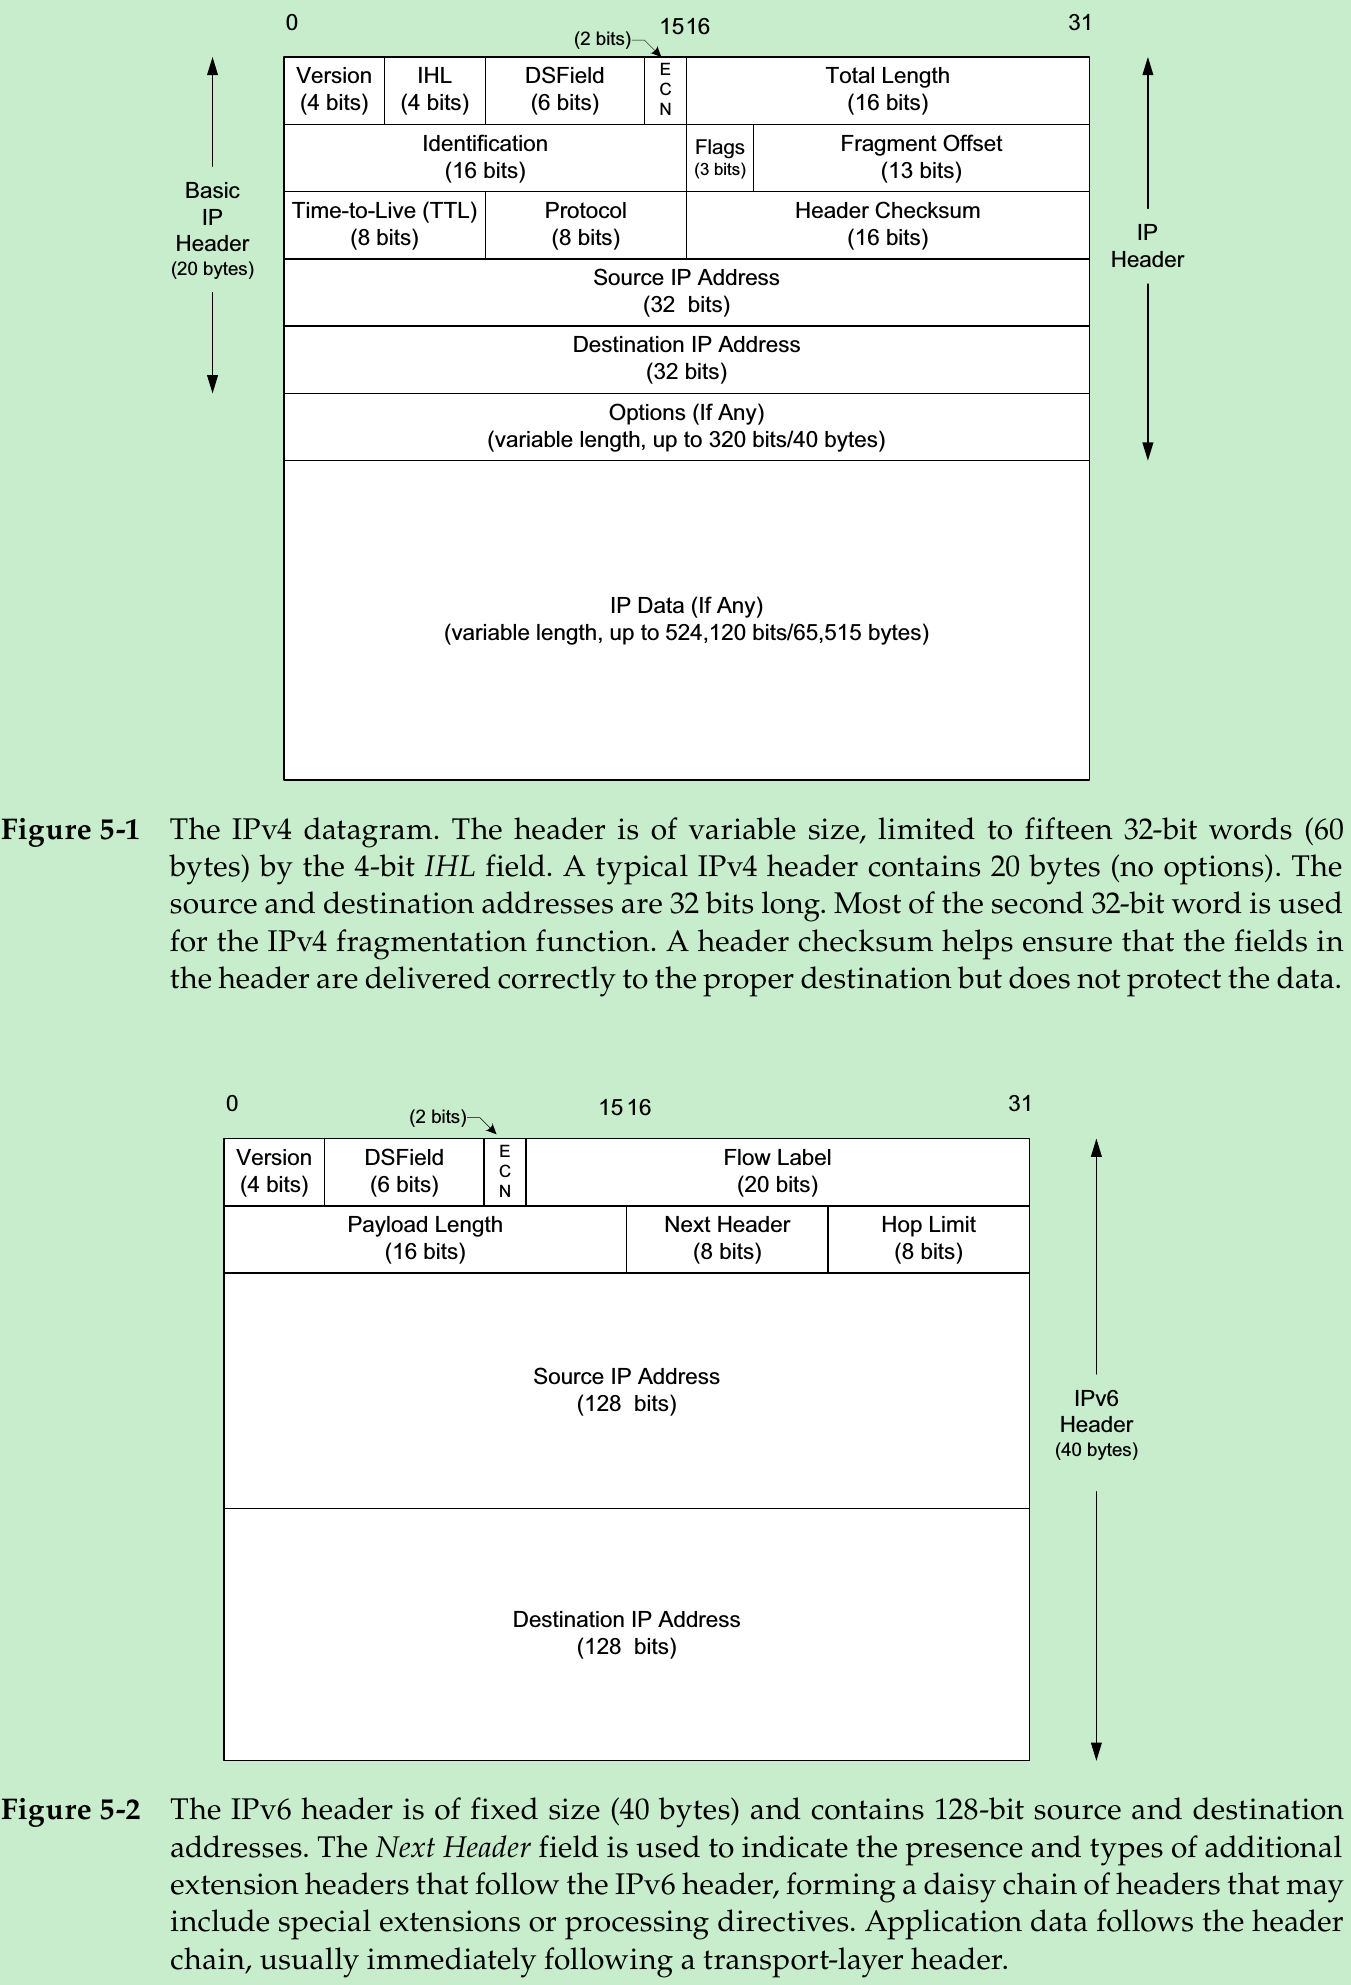 0
15 16
31
(2 bits)
Version
(4 bits)
IHL
(4 bits)
DSField
(6 bits)
E
C
N
Total Length
(16 bits)
Identification
(16 bits)
Flags
(3 bits)
Fragment Offset
(13 bits)
Time-to-Live (TTL)
(8 bits)
Protocol
(8 bits)
Header Checksum
(16 bits)
Basic
IP
Header
(20 bytes)
IP
Header
Source IP Address
(32 bits)
Destination IP Address
(32 bits)
Options (If Any)
(variable length, up to 320 bits/40 bytes)
IP Data (If Any)
(variable length, up to 524,120 bits/65,515 bytes)
Figure 5-1 The IPv4 datagram. The header is of variable size, limited to fifteen 32-bit words (60
bytes) by the 4-bit IHL field. A typical IPv4 header contains 20 bytes (no options). The
source and destination addresses are 32 bits long. Most of the second 32-bit word is used
for the IPv4 fragmentation function. A header checksum helps ensure that the fields in
the header are delivered correctly to the proper destination but does not protect the data.
0
15 16
31
(2 bits)
Version
(4 bits)
DSField
(6 bits)
E
C
N
Flow Label
(20 bits)
Payload Length
(16 bits)
Next Header
(8 bits)
Hop Limit
(8 bits)
Source IP Address
(128 bits)
IPv6
Header
(40 bytes)
Destination IP Address
(128 bits)
Figure 5-2 The IPv6 header is of fixed size (40 bytes) and contains 128-bit source and destination
addresses. The Next Header field is used to indicate the presence and types of additional
extension headers that follow the IPv6 header, forming a daisy chain of headers that may
include special extensions or processing directives. Application data follows the header
chain, usually immediately following a transport-layer header.